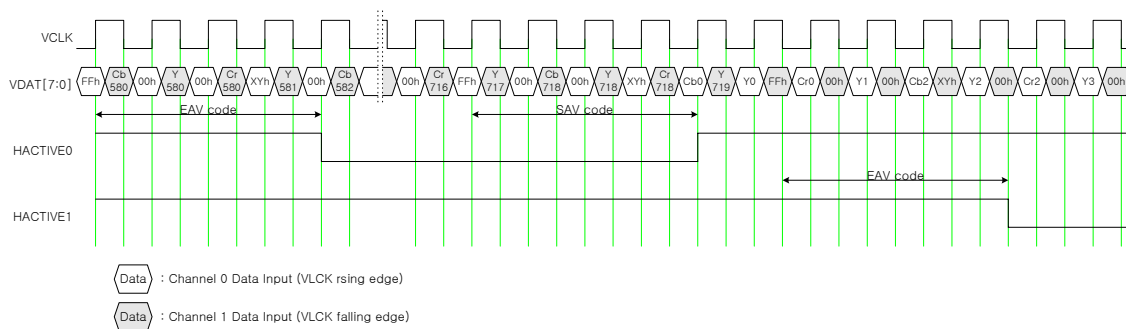 VCLK
VDAT[7:0]
FFh Cb 580 00h Y 580 00h Cr 580 XYh Y 581 00h Cb 582 00h Cr 716 FFh Y 717 00h Cb 718 00h Y 718 XYh Cr 718 Cb0 Y 719 Y0 FFh Cr0 00h Y1 00h Cb2 XYh Y2 00h Cr2 00h Y3 00h
EAV code SAV code
HACTIVE0
EAV code
HACTIVE1
Data : Channel 0 Data Input (VLCK rsing edge)
Data : Channel 1 Data Input (VLCK falling edge)